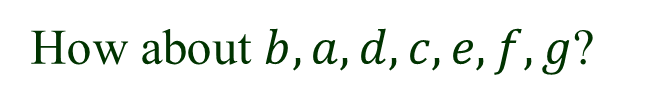 How about b, a, d, c, e, f, g?